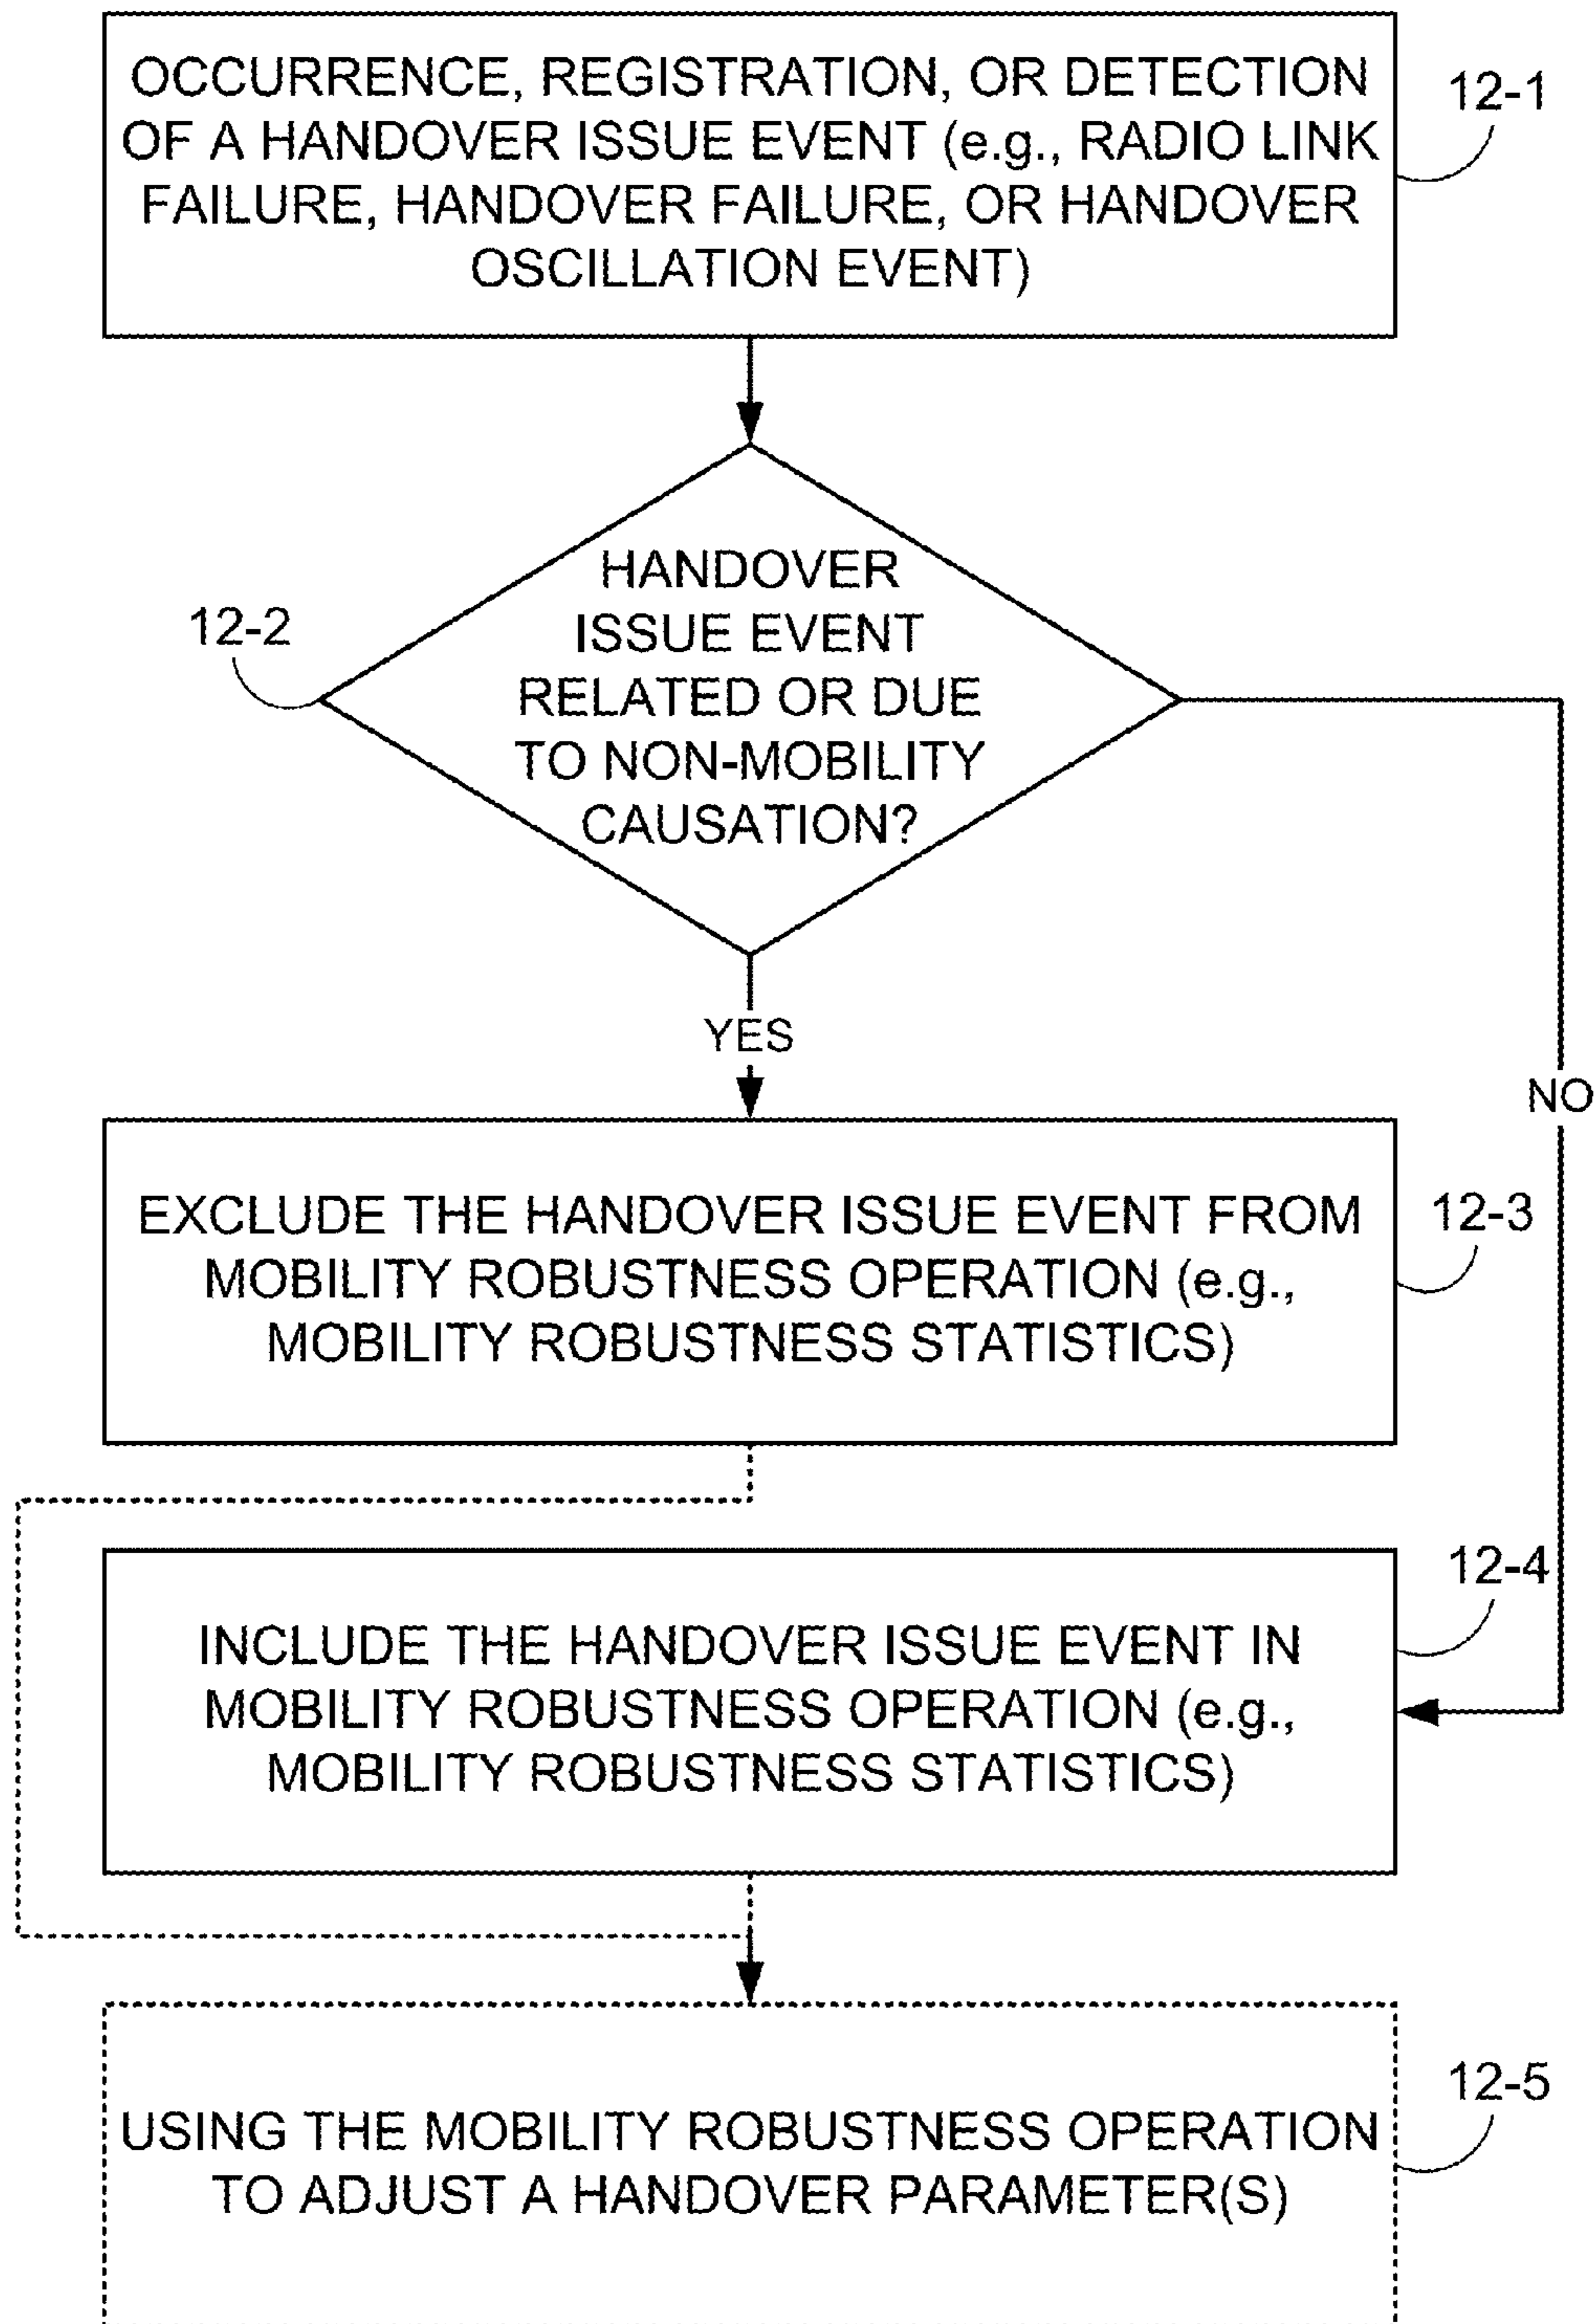 OCCURRENCE, REGISTRATION, OR DETECTION
OF A HANDOVER ISSUE EVENT (e.g., RADIO LINK
FAILURE, HANDOVER FAILURE, OR HANDOVER
OSCILLATION EVENT)
12-1
HANDOVER
ISSUE EVENT
RELATED OR DUE
TO NON-MOBILITY
CAUSATION?
12-2
YES
NO
EXCLUDE THE HANDOVER ISSUE EVENT FROM
MOBILITY ROBUSTNESS OPERATION (e.g.,
MOBILITY ROBUSTNESS STATISTICS)
12-3
INCLUDE THE HANDOVER ISSUE EVENT IN
MOBILITY ROBUSTNESS OPERATION (e.g.,
MOBILITY ROBUSTNESS STATISTICS)
12-4
USING THE MOBILITY ROBUSTNESS OPERATION
TO ADJUST A HANDOVER PARAMETER(S)
12-5